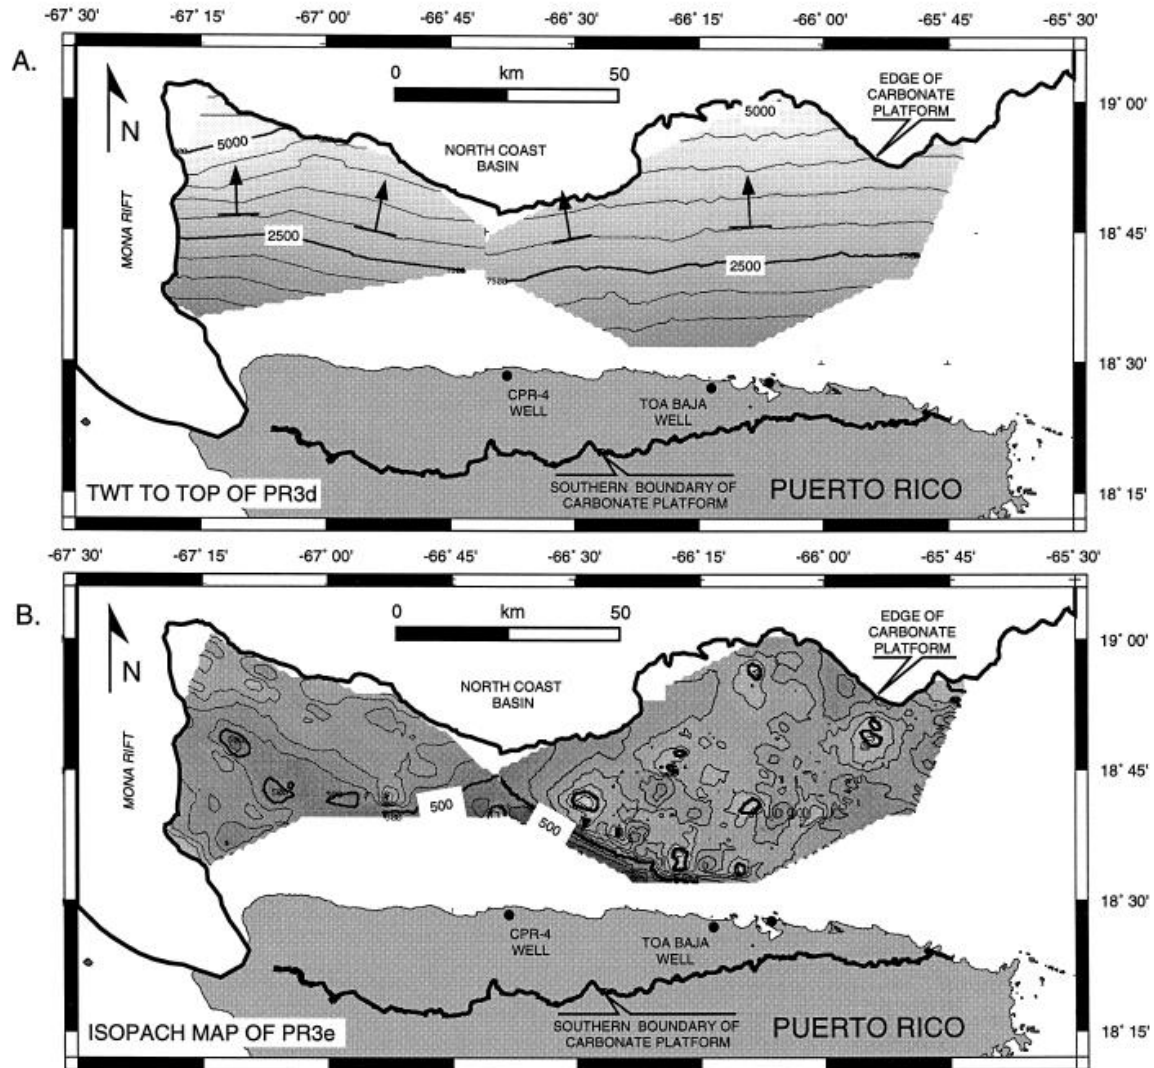 -67° 30' -67° 15' -67° 00' -66° 45' -66° 30' -66° 15' -66° 00' -65° 45' -65° 30'
A.
0 km 50
N
EDGE OF
CARBONATE
PLATFORM
19° 00'
5000
5000
NORTH COAST
BASIN
MONA RIFT
2500
2500
18° 45'
7500
7500
18° 30'
CPR-4
WELL
TOA BAJA
WELL
SOUTHERN BOUNDARY OF
CARBONATE PLATFORM
PUERTO RICO
TWT TO TOP OF PR3d
18° 15'
-67° 30' -67° 15' -67° 00' -66° 45' -66° 30' -66° 15' -66° 00' -65° 45' -65° 30'
B.
0 km 50
N
EDGE OF
CARBONATE
PLATFORM
19° 00'
NORTH COAST
BASIN
MONA RIFT
18° 45'
500
500
18° 30'
CPR-4
WELL
TOA BAJA
WELL
SOUTHERN BOUNDARY OF
CARBONATE PLATFORM
PUERTO RICO
ISOPACH MAP OF PR3e
18° 15'